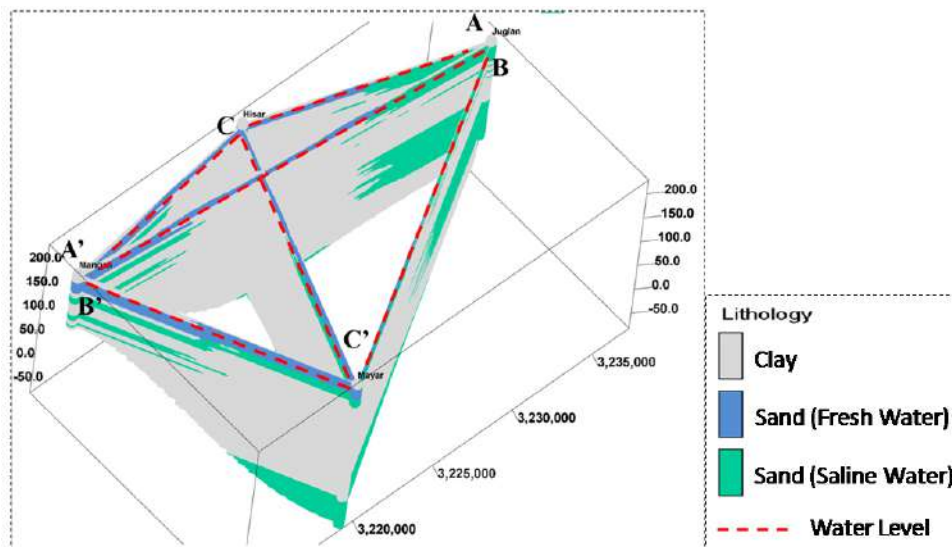 A
Juglan
B
Hisar
C
200.0
150.0
100.0
50.0
0.0
-50.0
A'
Mangali
200.0
150.0
B'
100.0
50.0
0.0
-50.0
C'
Mayar
3,235,000
3,230,000
3,225,000
3,220,000
Lithology
Clay
Sand (Fresh Water)
Sand (Saline Water)
Water Level